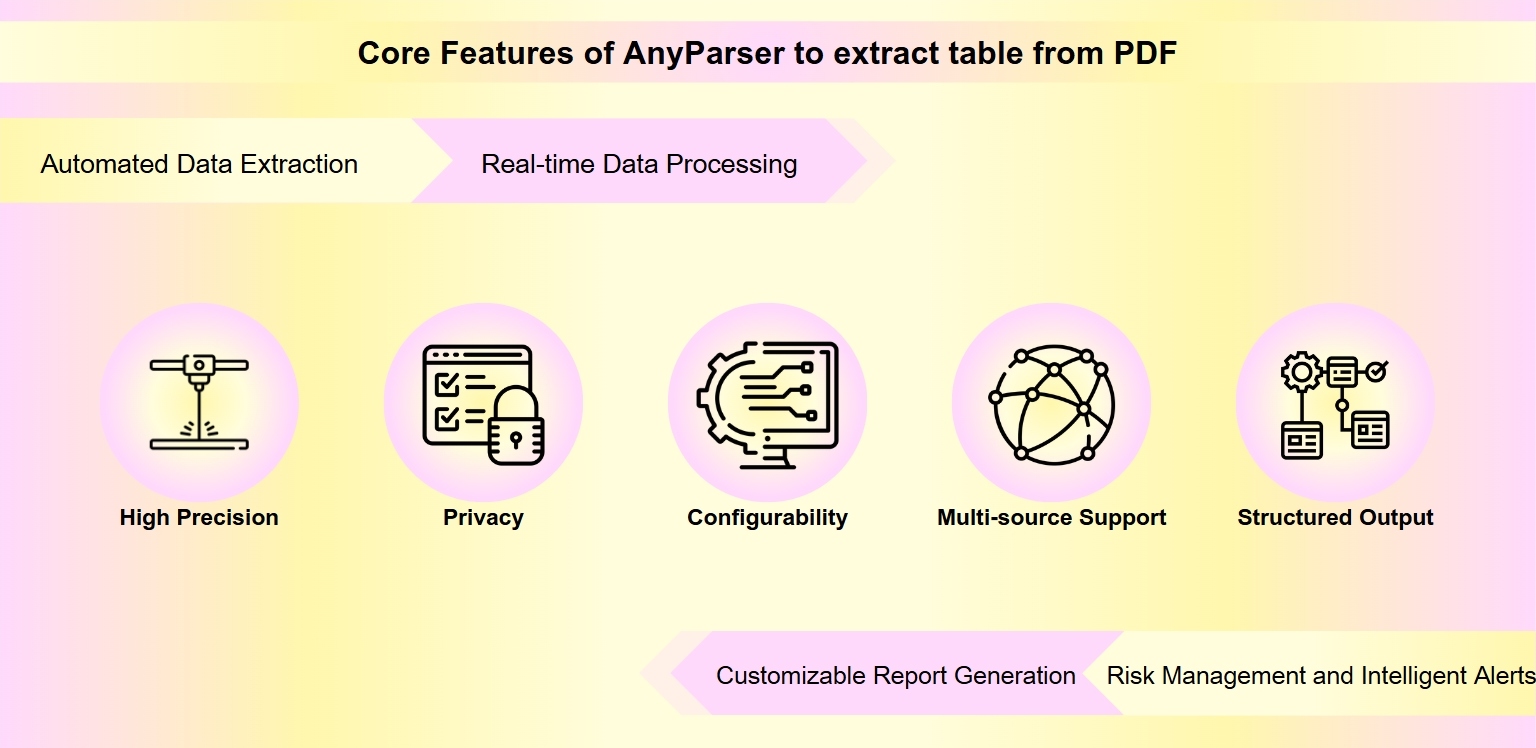 Core Features of AnyParser to extract table from PDF
Automated Data Extraction
Real-time Data Processing
High Precision
Privacy
Configurability
Multi-source Support
Structured Output
Customizable Report Generation
Risk Management and Intelligent Alerts